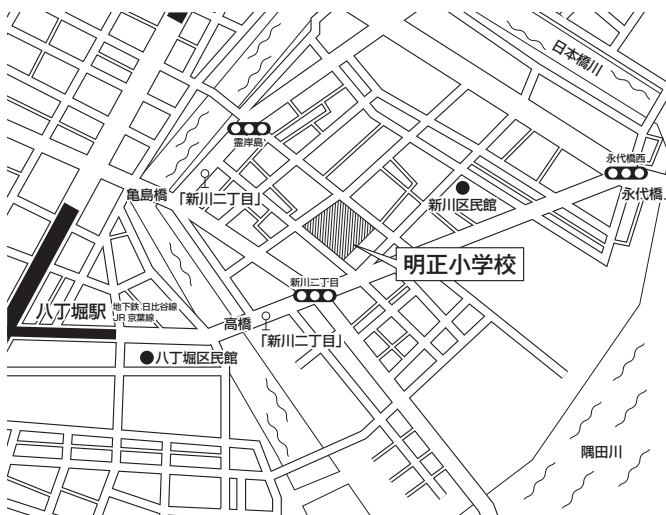 日本橋川
霊岸島
永代橋西
亀島橋
「新川二丁目」
新川区民館
永代橋
明正小学校
新川二丁目
八丁堀駅
地下鉄 日比谷線
JR 京葉線
高橋
「新川二丁目」
八丁堀区民館
隅田川